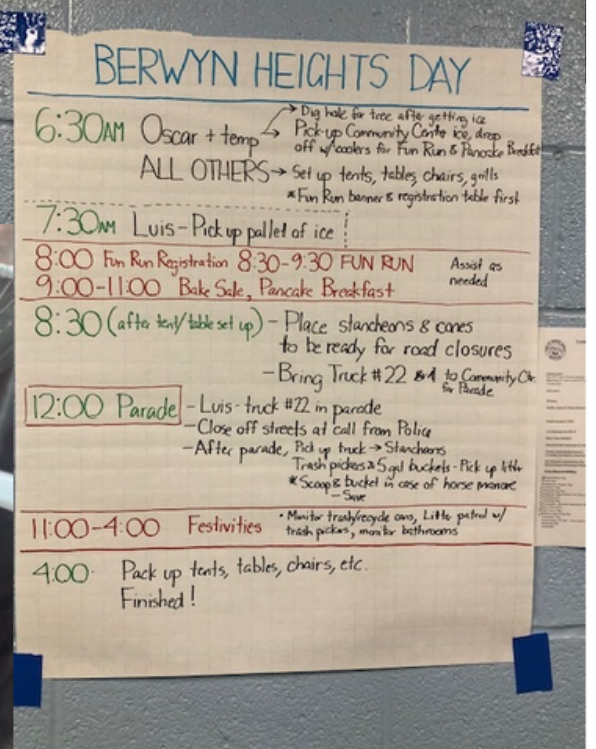 BERWYN HEIGHTS DAY
6:30AM Oscar + temp → Dig hole for tree after getting ice
→ Pick up Community Center ice, drop
off w/coolers for Fun Run & Pancake Breakfast
ALL OTHERS → Set up tents, tables, chairs, grills
* Fun Run banner & registration table first
7:30AM Luis - Pick up pallet of ice
8:00 Fun Run Registration 8:30-9:30 FUN RUN Assist as
9:00-11:00 Bake Sale, Pancake Breakfast needed
8:30 (after tent/table set up) - Place stancheons & cones
to be ready for road closures
- Bring Truck #22 to Community Ctr.
for Parade
12:00 Parade - Luis - truck #22 in parade
- Close off streets at call from Police
- After parade, Pick up truck → Stancheons
Trash pickers & 5 gal buckets - Pick up litter
* Scoop & bucket in case of horse manure
11:00-4:00 Festivities • Monitor trash/recycle cans, Litter patrol w/
trash pickers, monitor bathrooms
4:00 Pack up tents, tables, chairs, etc.
Finished!